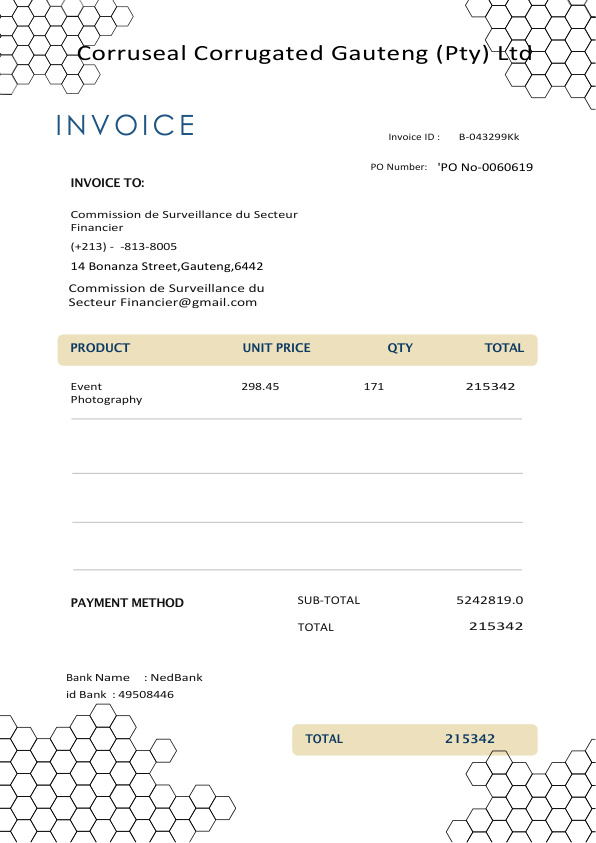 Corruseal Corrugated Gauteng (Pty) Ltd
INVOICE
Invoice ID : B-043299Kk
PO Number: 'PO No-0060619
INVOICE TO:
Commission de Surveillance du Secteur
Financier
(+213) - -813-8005
14 Bonanza Street,Gauteng,6442
Commission de Surveillance du
Secteur Financier@gmail.com
PRODUCT UNIT PRICE QTY TOTAL
Event 298.45 171 215342
Photography
PAYMENT METHOD
SUB-TOTAL 5242819.0
TOTAL 215342
Bank Name : NedBank
id Bank : 49508446
TOTAL 215342